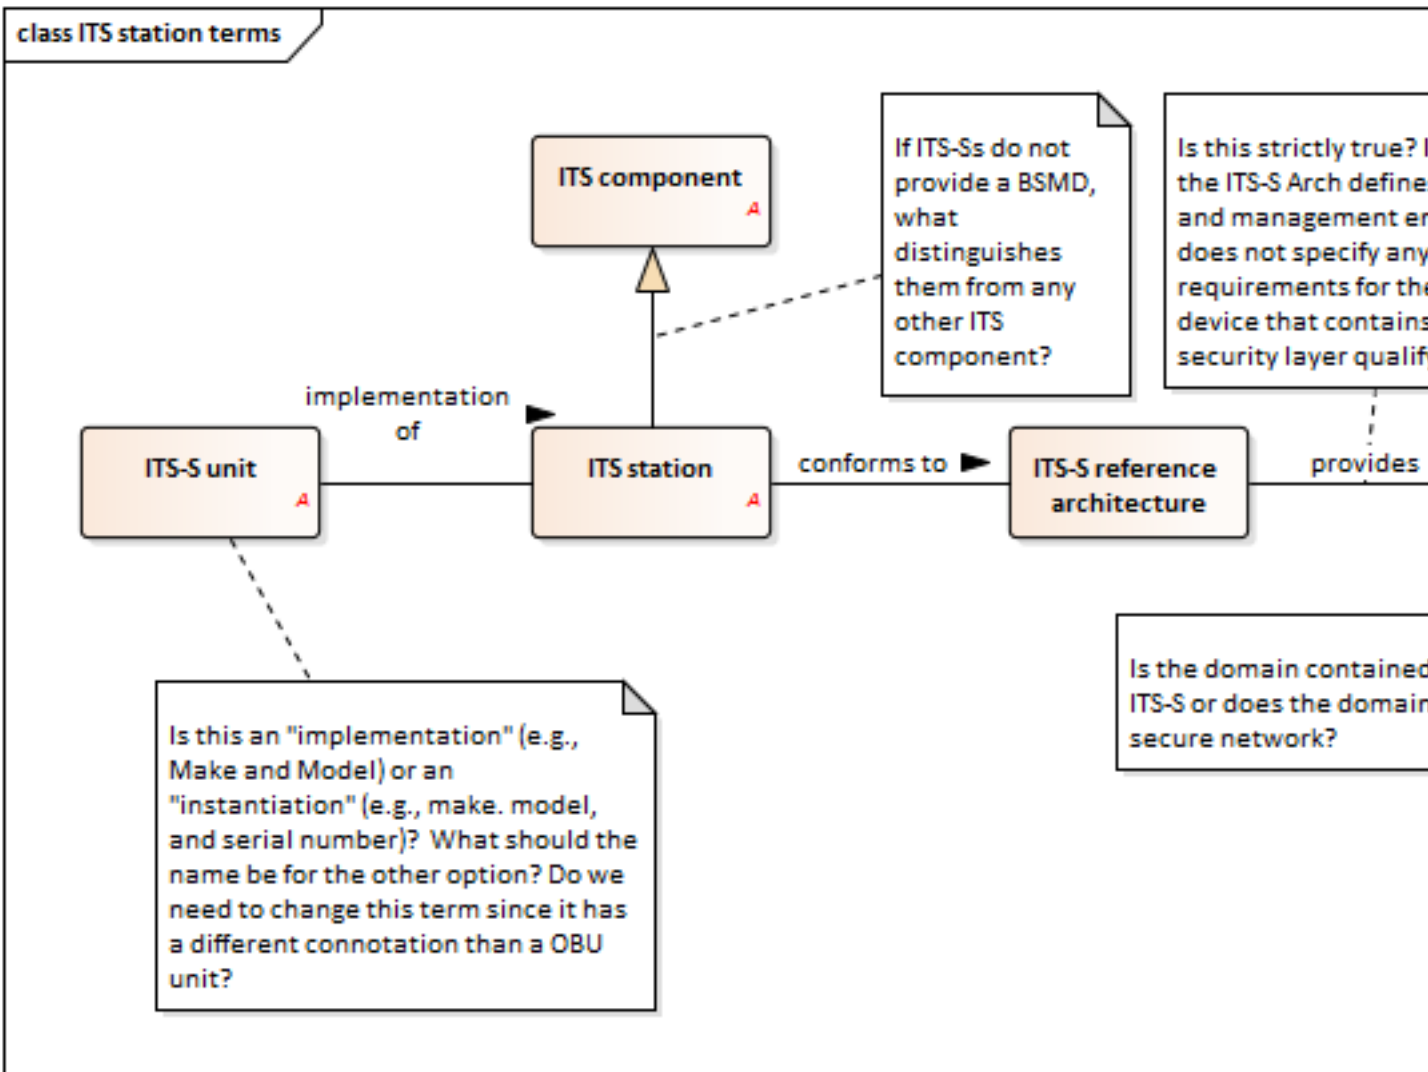 class ITS station terms
ITS component
A
If ITS-Ss do not
provide a BSMD,
what
distinguishes
them from any
other ITS
component?
Is this strictly true?
the ITS-S Arch
and management
does not specify any
requirements for
device that
security layer
implementation
of
ITS-S unit
A
ITS station
A
conforms to
ITS-S reference
architecture
provides
Is this an "implementation" (e.g.,
Make and Model) or an
"instantiation" (e.g., make. model,
and serial number)?  What should the
name be for the other option? Do we
need to change this term since it has
a different connotation than a OBU
unit?
Is the domain contained
ITS-S or does the domain
secure network?